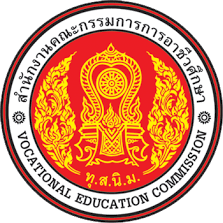 สำนักงานคณะกรรมการการอาชีวศึกษา
ทุ.ส.นิ.ม.
VOCATIONAL EDUCATION COMMISSION